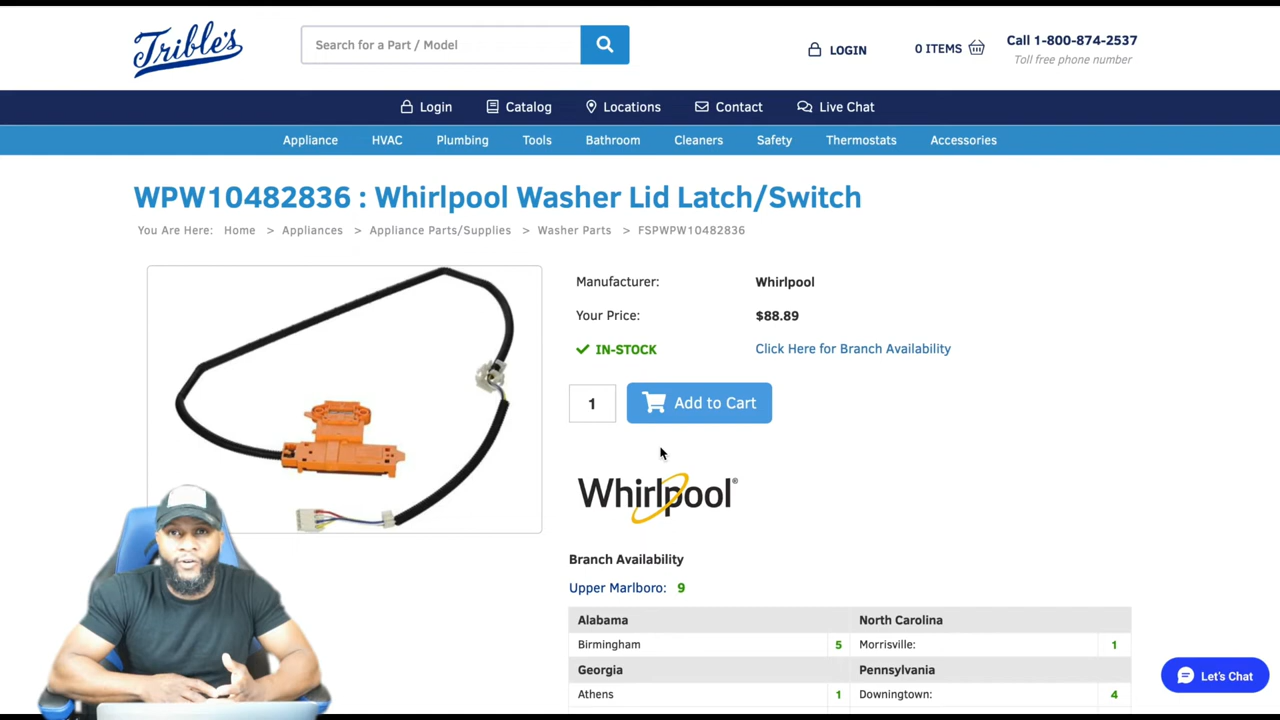 Trible's
Search for a Part / Model
LOGIN
0 ITEMS
Call 1-800-874-2537
Toll free phone number
Login
Catalog
Locations
Contact
Live Chat
Appliance
HVAC
Plumbing
Tools
Bathroom
Cleaners
Safety
Thermostats
Accessories
WPW10482836 : Whirlpool Washer Lid Latch/Switch
You Are Here: Home > Appliances > Appliance Parts/Supplies > Washer Parts > FSPWPW10482836
Manufacturer: Whirlpool
Your Price: $88.89
IN-STOCK Click Here for Branch Availability
1 Add to Cart
Whirlpool®
Branch Availability
Upper Marlboro: 9
Alabama North Carolina
Birmingham 5 Morrisville: 1
Georgia Pennsylvania
Athens 1 Downingtown: 4
Let's Chat